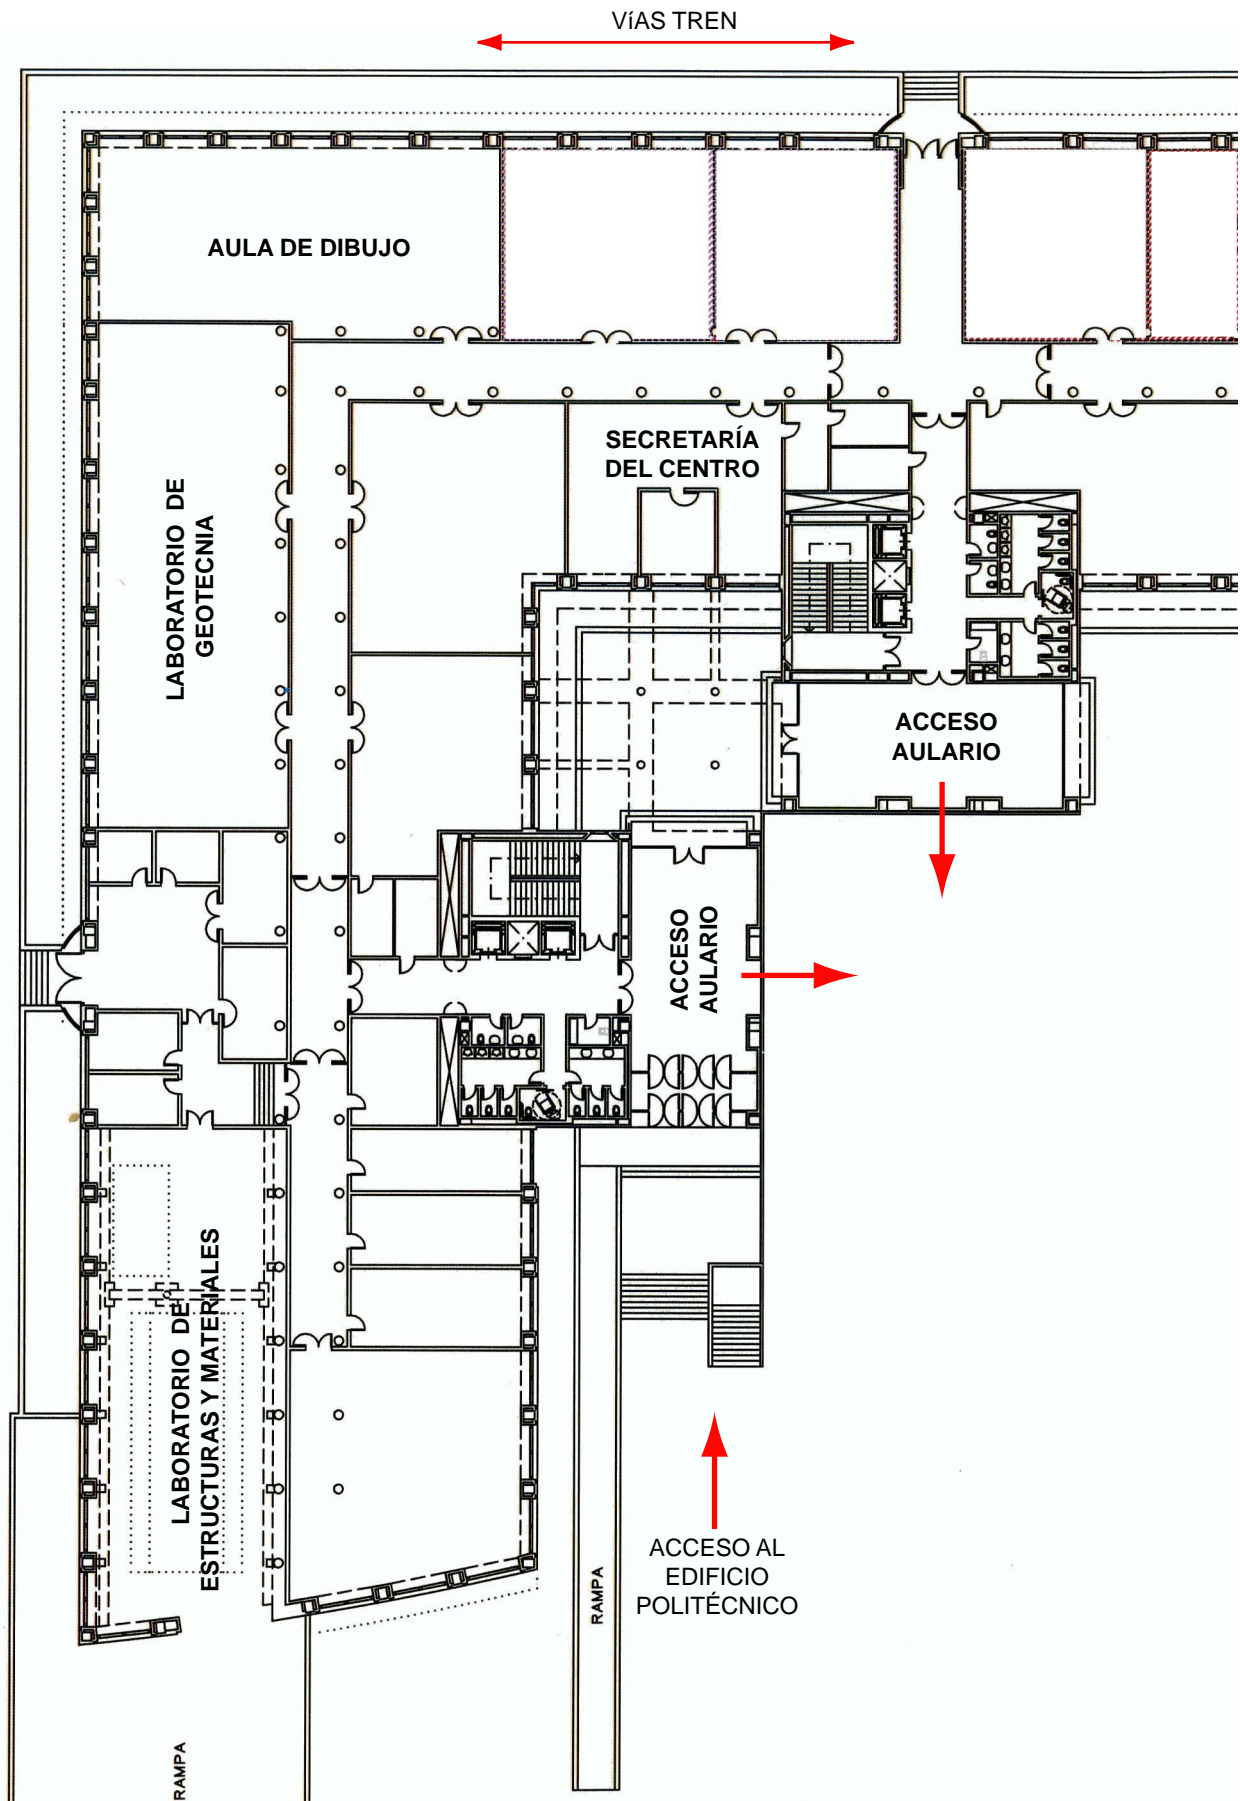 VíAS TREN
AULA DE DIBUJO
SECRETARÍA
DEL CENTRO
LABORATORIO DE
GEOTECNIA
ACCESO
AULARIO
ACCESO
AULARIO
LABORATORIO DE
ESTRUCTURAS Y MATERIALES
ACCESO AL
EDIFICIO
POLITÉCNICO
RAMPA
RAMPA